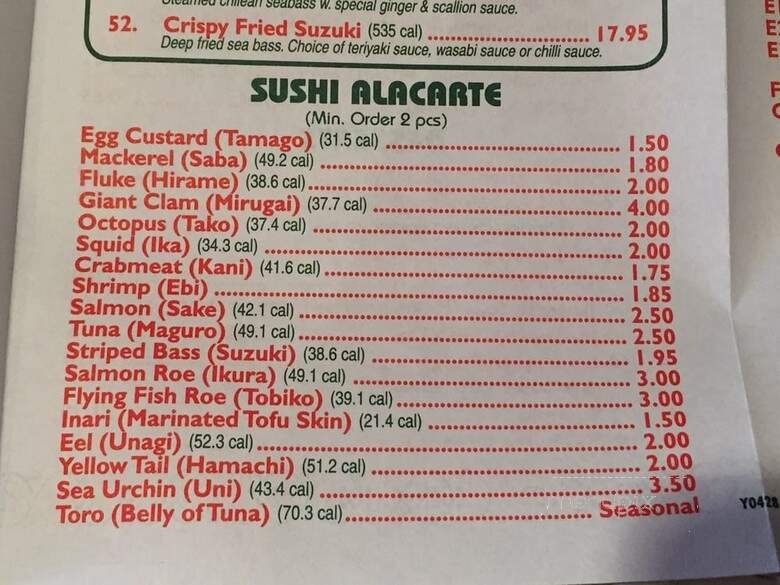 Steamed chilean seabass w. special ginger & scallion sauce.
52. Crispy Fried Suzuki (535 cal) 17.95
Deep fried sea bass. Choice of teriyaki sauce, wasabi sauce or chilli sauce.
SUSHI ALACARTE
(Min. Order 2 pcs)
Egg Custard (Tamago) (31.5 cal) 1.50
Mackerel (Saba) (49.2 cal) 1.80
Fluke (Hirame) (38.6 cal) 2.00
Giant Clam (Mirugai) (37.7 cal) 4.00
Octopus (Tako) (37.4 cal) 2.00
Squid (Ika) (34.3 cal) 2.00
Crabmeat (Kani) (41.6 cal) 1.75
Shrimp (Ebi) 1.85
Salmon (Sake) (42.1 cal) 2.50
Tuna (Maguro) (49.1 cal) 2.50
Striped Bass (Suzuki) (38.6 cal) 1.95
Salmon Roe (Ikura) (49.1 cal) 3.00
Flying Fish Roe (Tobiko) (39.1 cal) 3.00
Inari (Marinated Tofu Skin) (21.4 cal) 1.50
Eel (Unagi) (52.3 cal) 2.00
Yellow Tail (Hamachi) (51.2 cal) 2.00
Sea Urchin (Uni) (43.4 cal) 3.50
Toro (Belly of Tuna) (70.3 cal) Seasonal
Y0428